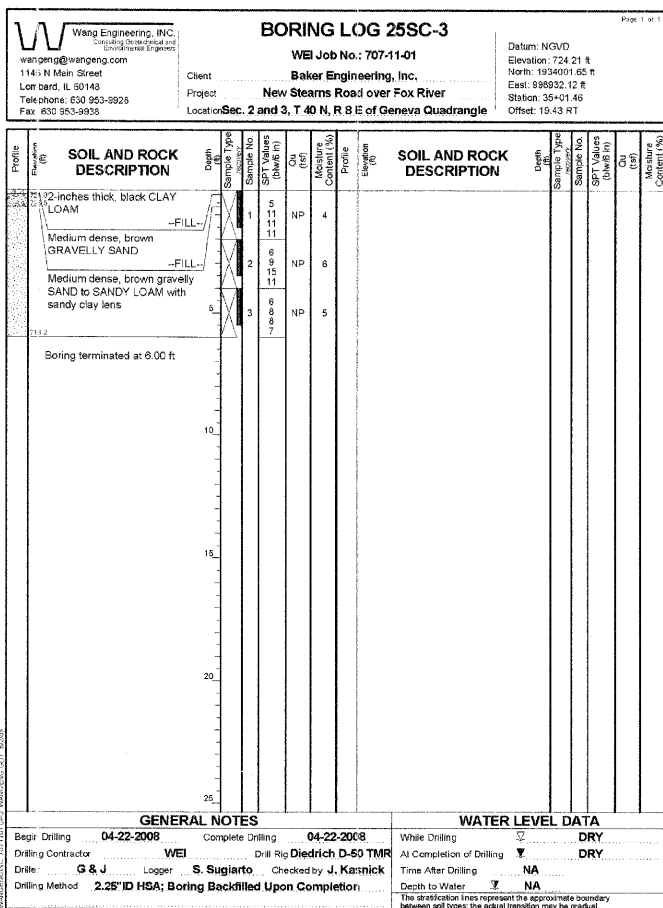 Page 1 of 1
Wang Engineering, INC.
Consulting Geotechnical and
Environmental Engineers
wangeng@wangeng.com
1145 N Main Street
Lombard, IL 60148
Telephone: 630 953-9928
Fax: 630 953-9938
BORING LOG 25SC-3
WEI Job No.: 707-11-01
Client Baker Engineering, Inc.
Project New Stearns Road over Fox River
Location Sec. 2 and 3, T 40 N, R 8 E of Geneva Quadrangle
Datum: NGVD
Elevation: 724.21 ft
North: 1934001.65 ft
East: 998932.12 ft
Station: 35+01.46
Offset: 19.43 RT
Profile
Elevation (ft)
SOIL AND ROCK DESCRIPTION
Depth (ft)
Sample Type
recovery
Sample No.
SPT Values (blw/6 in)
Qu (tsf)
Moisture Content (%)
Profile
Elevation (ft)
SOIL AND ROCK DESCRIPTION
Depth (ft)
Sample Type
recovery
Sample No.
SPT Values (blw/6 in)
Qu (tsf)
Moisture Content (%)
2-inches thick, black CLAY
LOAM
--FILL--
Medium dense, brown
GRAVELLY SAND
--FILL--
Medium dense, brown gravelly
SAND to SANDY LOAM with
sandy clay lens
718.2
Boring terminated at 6.00 ft
1 5 11 11 11 NP 4
2 6 9 15 11 NP 6
3 6 8 8 7 NP 5
5
10
15
20
25
GENERAL NOTES
Begin Drilling 04-22-2008 Complete Drilling 04-22-2008
Drilling Contractor WEI Drill Rig Diedrich D-50 TMR
Driller G & J Logger S. Sugiarto Checked by J. Kasnick
Drilling Method 2.25"ID HSA; Boring Backfilled Upon Completion
WATER LEVEL DATA
While Drilling DRY
At Completion of Drilling DRY
Time After Drilling NA
Depth to Water NA
The stratification lines represent the approximate boundary
between soil types; the actual transition may be gradual.